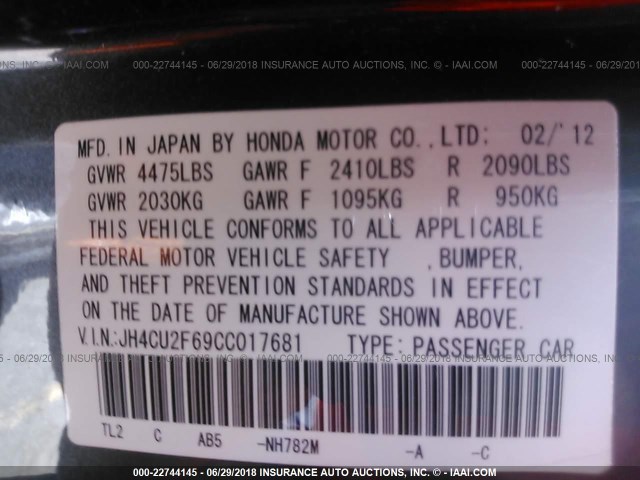 000-22744145 - 06/29/2018 INSURANCE AUTO AUCTIONS, INC. © - IAAI.COM
MFD. IN JAPAN BY HONDA MOTOR CO.,LTD: 02/'12
GVWR 4475LBS GAWR F 2410LBS R 2090LBS
GVWR 2030KG GAWR F 1095KG R 950KG
THIS VEHICLE CONFORMS TO ALL APPLICABLE
FEDERAL MOTOR VEHICLE SAFETY ,BUMPER,
AND THEFT PREVENTION STANDARDS IN EFFECT
ON THE DATE OF MANUFACTURE SHOWN ABOVE.
V.I.N:JH4CU2F69CC017681 TYPE: PASSENGER CAR
TL2 C AB5 -NH782M -A -C
000-22744145 - 06/29/2018 INSURANCE AUTO AUCTIONS, INC. © - IAAI.COM